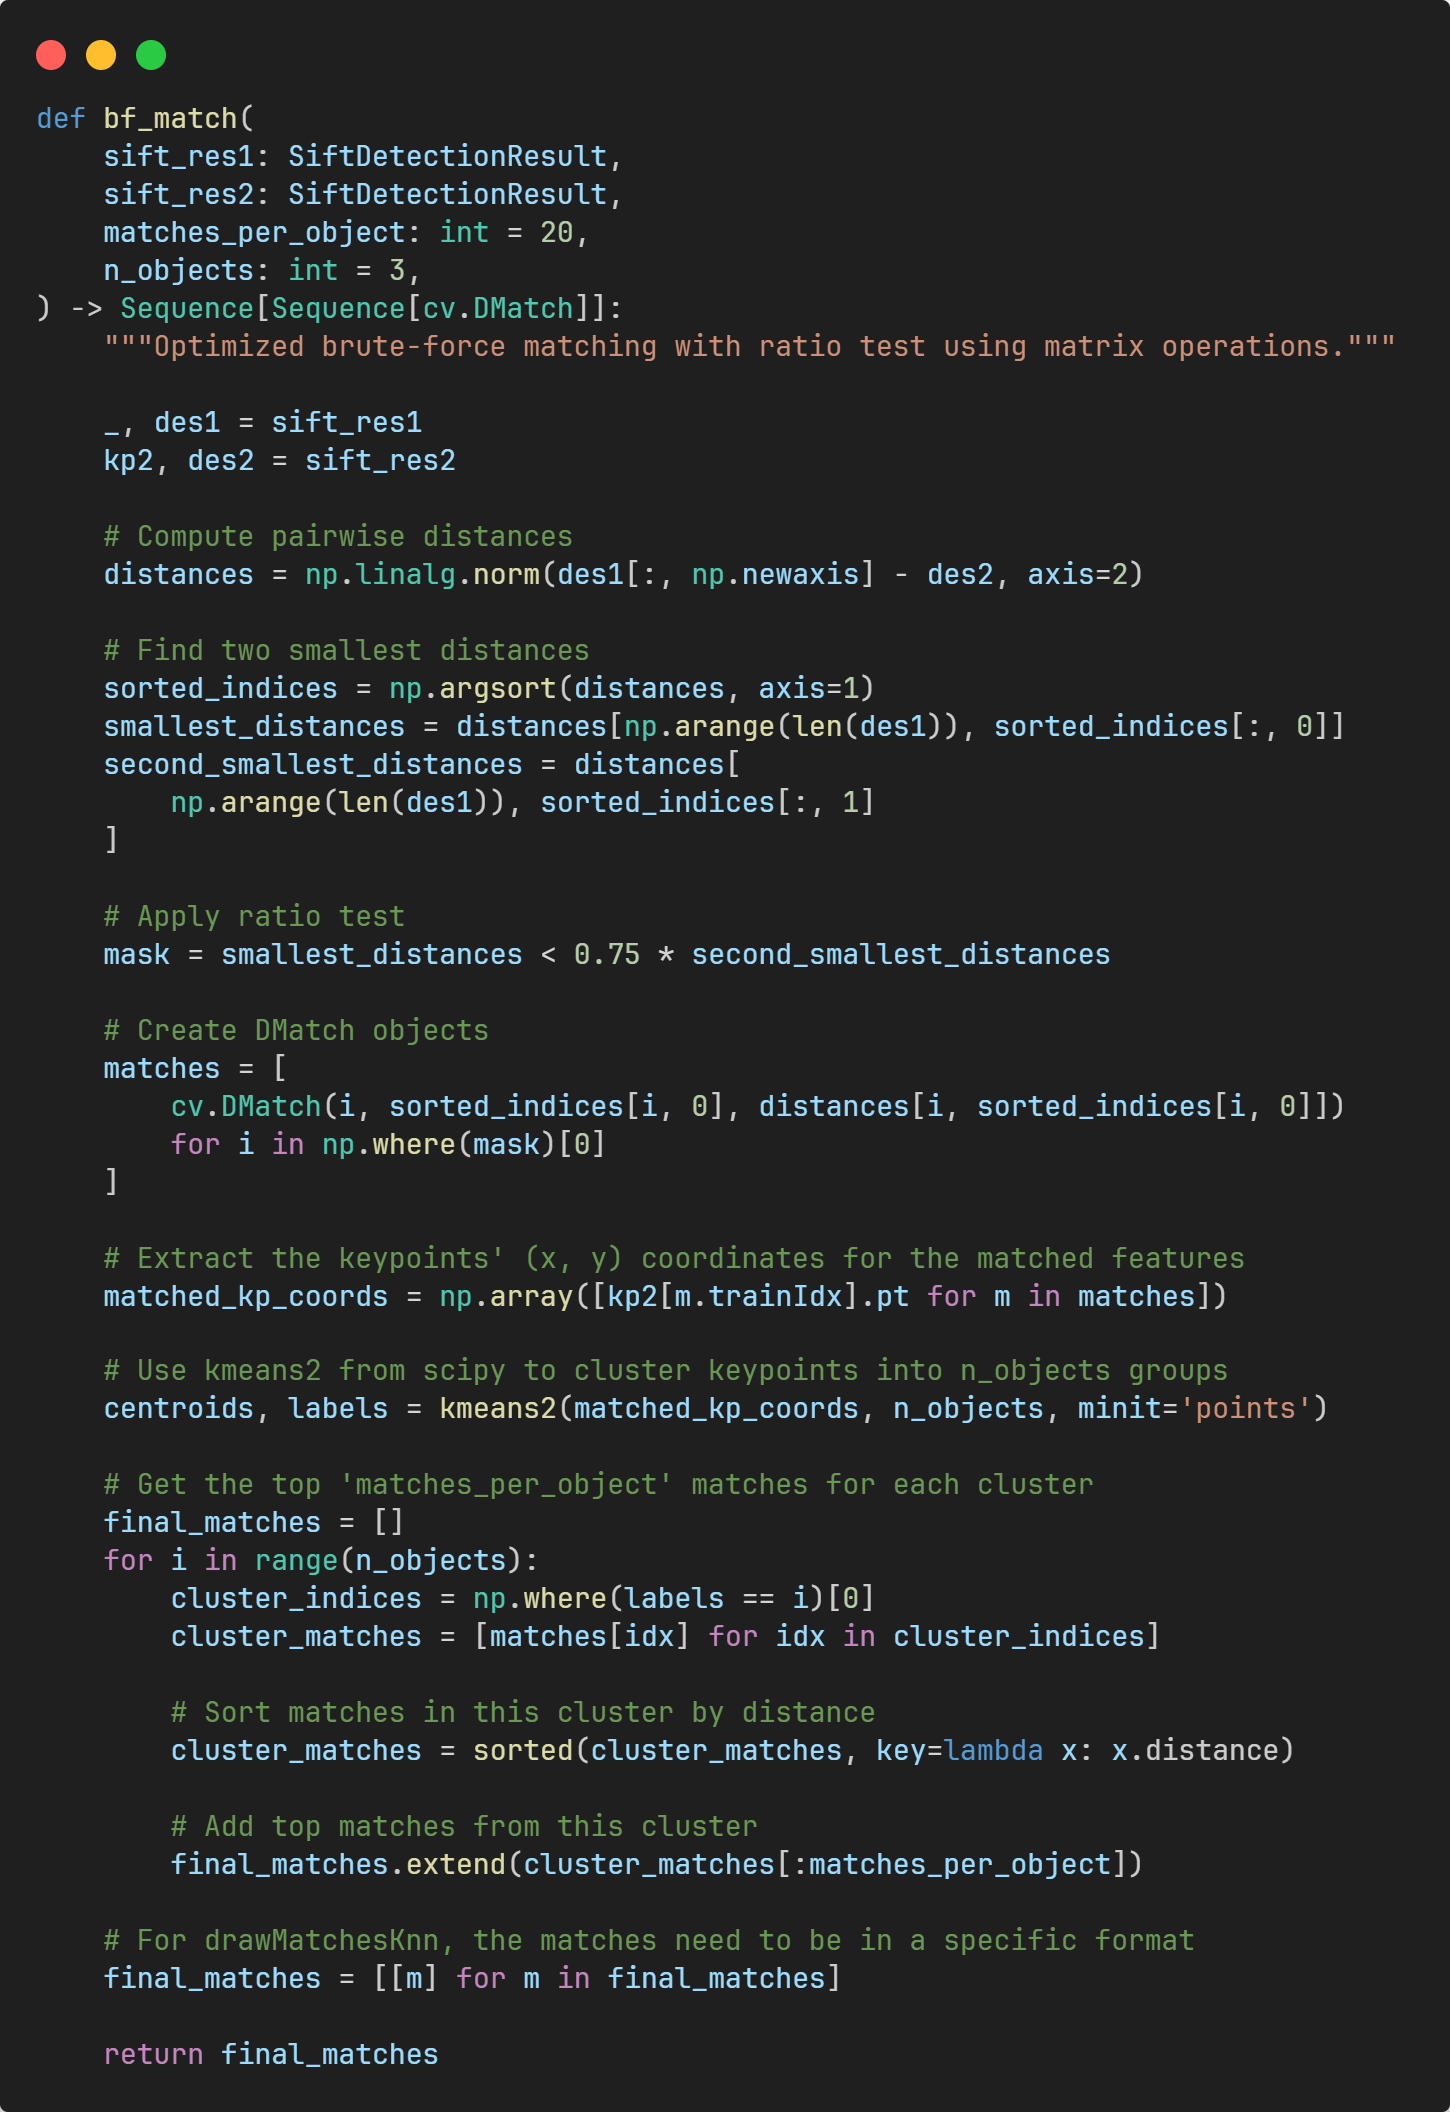 def bf_match(
    sift_res1: SiftDetectionResult,
    sift_res2: SiftDetectionResult,
    matches_per_object: int = 20,
    n_objects: int = 3,
) -> Sequence[Sequence[cv.DMatch]]:
    """Optimized brute-force matching with ratio test using matrix operations."""

    _, des1 = sift_res1
    kp2, des2 = sift_res2

    # Compute pairwise distances
    distances = np.linalg.norm(des1[:, np.newaxis] - des2, axis=2)

    # Find two smallest distances
    sorted_indices = np.argsort(distances, axis=1)
    smallest_distances = distances[np.arange(len(des1)), sorted_indices[:, 0]]
    second_smallest_distances = distances[
        np.arange(len(des1)), sorted_indices[:, 1]
    ]

    # Apply ratio test
    mask = smallest_distances < 0.75 * second_smallest_distances

    # Create DMatch objects
    matches = [
        cv.DMatch(i, sorted_indices[i, 0], distances[i, sorted_indices[i, 0]])
        for i in np.where(mask)[0]
    ]

    # Extract the keypoints' (x, y) coordinates for the matched features
    matched_kp_coords = np.array([kp2[m.trainIdx].pt for m in matches])

    # Use kmeans2 from scipy to cluster keypoints into n_objects groups
    centroids, labels = kmeans2(matched_kp_coords, n_objects, minit='points')

    # Get the top 'matches_per_object' matches for each cluster
    final_matches = []
    for i in range(n_objects):
        cluster_indices = np.where(labels == i)[0]
        cluster_matches = [matches[idx] for idx in cluster_indices]

        # Sort matches in this cluster by distance
        cluster_matches = sorted(cluster_matches, key=lambda x: x.distance)

        # Add top matches from this cluster
        final_matches.extend(cluster_matches[:matches_per_object])

    # For drawMatchesKnn, the matches need to be in a specific format
    final_matches = [[m] for m in final_matches]

    return final_matches